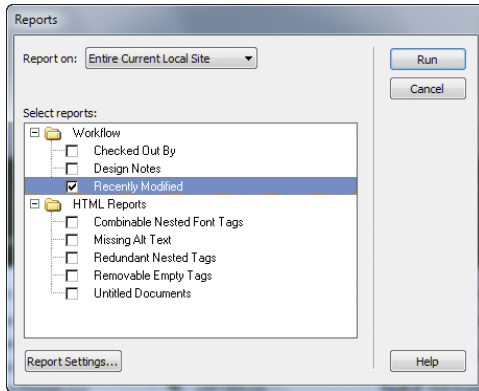 Reports
Report on: Entire Current Local Site
Run
Cancel
Select reports:
Workflow
Checked Out By
Design Notes
Recently Modified
HTML Reports
Combinable Nested Font Tags
Missing Alt Text
Redundant Nested Tags
Removable Empty Tags
Untitled Documents
Report Settings...
Help